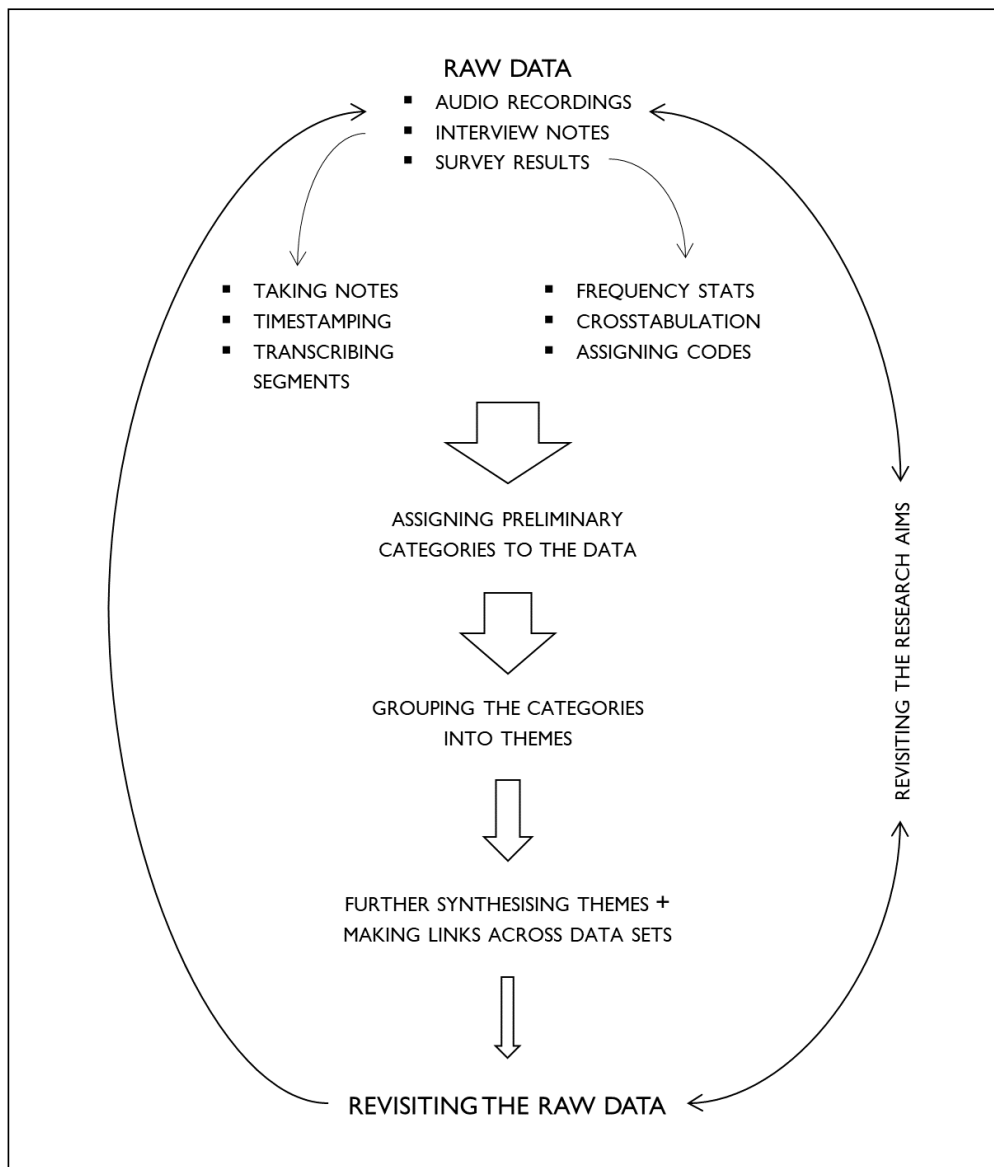 RAW DATA
▪ AUDIO RECORDINGS
▪ INTERVIEW NOTES
▪ SURVEY RESULTS
▪ TAKING NOTES
▪ TIMESTAMPING
▪ TRANSCRIBING
SEGMENTS
▪ FREQUENCY STATS
▪ CROSSTABULATION
▪ ASSIGNING CODES
ASSIGNING PRELIMINARY
CATEGORIES TO THE DATA
GROUPING THE CATEGORIES
INTO THEMES
FURTHER SYNTHESISING THEMES +
MAKING LINKS ACROSS DATA SETS
REVISITING THE RAW DATA
REVISITING THE RESEARCH AIMS